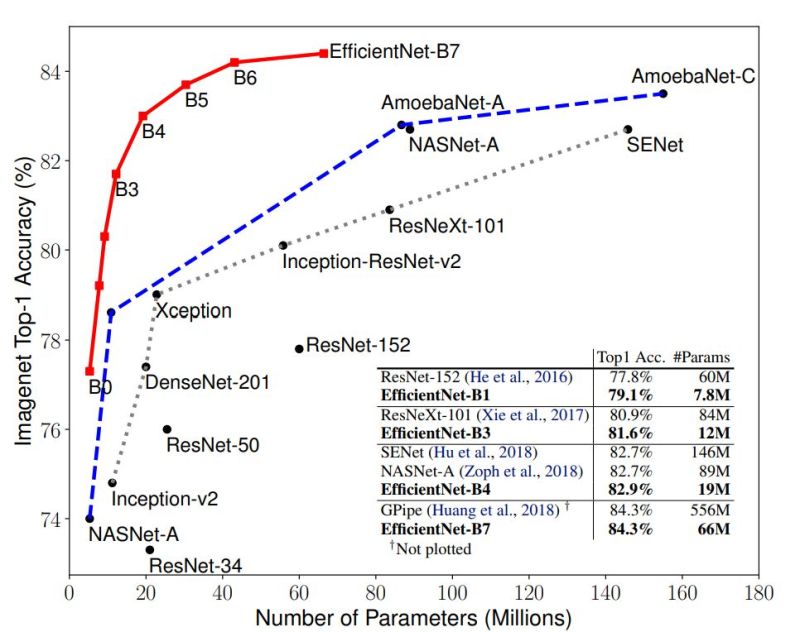 EfficientNet-B7
84
AmoebaNet-C
B6
B5
AmoebaNet-A
B4
NASNet-A
SENet
82
B3
ResNeXt-101
80
Inception-ResNet-v2
Xception
78
ResNet-152
B0
DenseNet-201
76
ResNet-50
Inception-v2
74
NASNet-A
ResNet-34
Imagenet Top-1 Accuracy (%)
Top1 Acc. #Params
ResNet-152 (He et al., 2016) 77.8% 60M
EfficientNet-B1 79.1% 7.8M
ResNeXt-101 (Xie et al., 2017) 80.9% 84M
EfficientNet-B3 81.6% 12M
SENet (Hu et al., 2018) 82.7% 146M
NASNet-A (Zoph et al., 2018) 82.7% 89M
EfficientNet-B4 82.9% 19M
GPipe (Huang et al., 2018) † 84.3% 556M
EfficientNet-B7 84.3% 66M
†Not plotted
0 20 40 60 80 100 120 140 160 180
Number of Parameters (Millions)